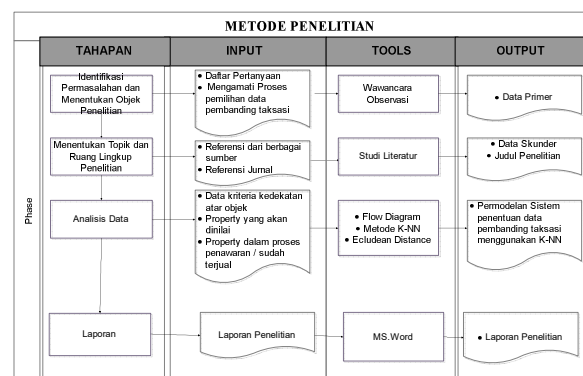 METODE PENELITIAN
TAHAPAN
INPUT
TOOLS
OUTPUT
Phase
Identifikasi
Permasalahan dan
Menentukan Objek
Penelitian
• Daftar Pertanyaan
• Mengamati Proses
pemilihan data
pembanding taksasi
Wawancara
Observasi
• Data Primer
Menentukan Topik dan
Ruang Lingkup
Penelitian
• Referensi dari berbagai
sumber
• Referensi Jurnal
Studi Literatur
• Data Skunder
• Judul Penelitian
Analisis Data
• Data kriteria kedekatan
atar objek
• Property yang akan
dinilai
• Property dalam proses
penawaran / sudah
terjual
• Flow Diagram
• Metode K-NN
• Ecludean Distance
• Permodelan Sistem
penentuan data
pembanding taksasi
menggunakan K-NN
Laporan
Laporan Penelitian
MS.Word
• Laporan Penelitian